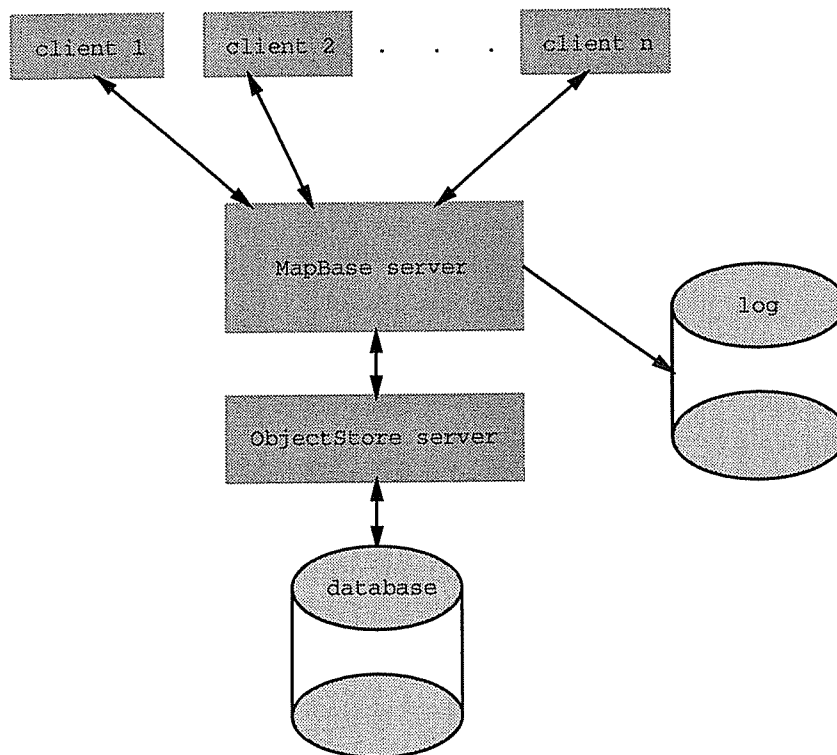 client 1 client 2 . . . client n
MapBase server
log
ObjectStore server
database